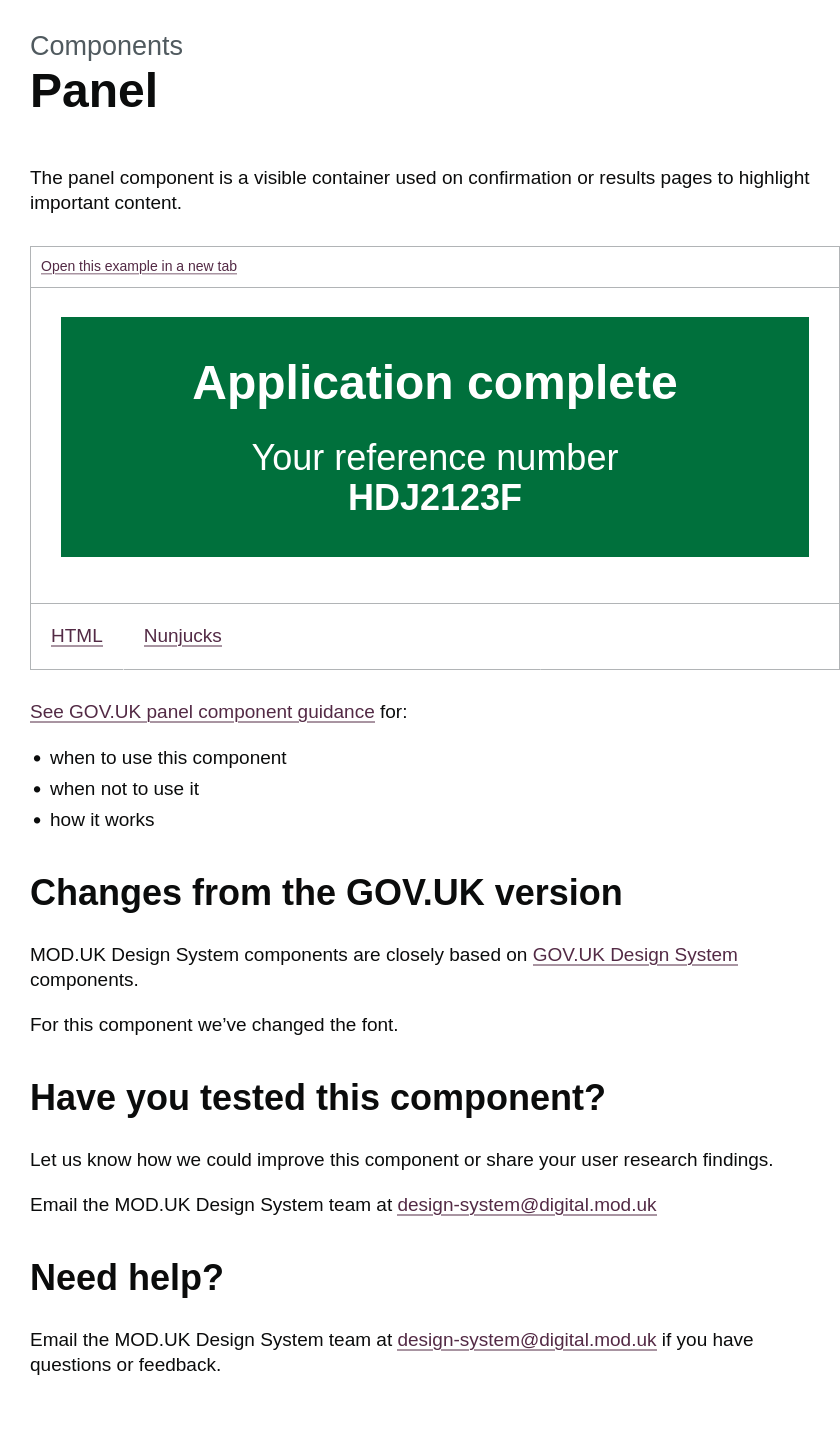 Components
Panel
The panel component is a visible container used on confirmation or results pages to highlight
important content.
Open this example in a new tab
Application complete
Your reference number
HDJ2123F
HTML Nunjucks
See GOV.UK panel component guidance for:
• when to use this component
• when not to use it
• how it works
Changes from the GOV.UK version
MOD.UK Design System components are closely based on GOV.UK Design System
components.
For this component we’ve changed the font.
Have you tested this component?
Let us know how we could improve this component or share your user research findings.
Email the MOD.UK Design System team at design-system@digital.mod.uk
Need help?
Email the MOD.UK Design System team at design-system@digital.mod.uk if you have
questions or feedback.